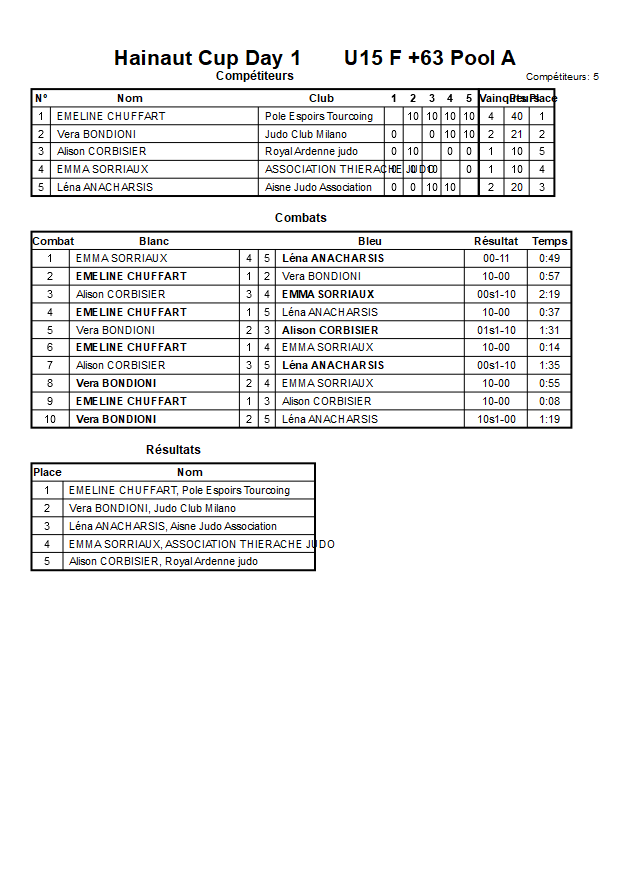 Hainaut Cup Day 1 U15 F +63 Pool A
Compétiteurs Compétiteurs: 5
Nº Nom Club 1 2 3 4 5 Vainqueurs Pts Place
1 EMELINE CHUFFART Pole Espoirs Tourcoing 10 10 10 10 4 40 1
2 Vera BONDIONI Judo Club Milano 0 0 10 10 2 21 2
3 Alison CORBISIER Royal Ardenne judo 0 10 0 0 1 10 5
4 EMMA SORRIAUX ASSOCIATION THIERACHE JUDO 0 0 10 0 1 10 4
5 Léna ANACHARSIS Aisne Judo Association 0 0 10 10 2 20 3
Combats
Combat Blanc Bleu Résultat Temps
1 EMMA SORRIAUX 4 5 Léna ANACHARSIS 00-11 0:49
2 EMELINE CHUFFART 1 2 Vera BONDIONI 10-00 0:57
3 Alison CORBISIER 3 4 EMMA SORRIAUX 00s1-10 2:19
4 EMELINE CHUFFART 1 5 Léna ANACHARSIS 10-00 0:37
5 Vera BONDIONI 2 3 Alison CORBISIER 01s1-10 1:31
6 EMELINE CHUFFART 1 4 EMMA SORRIAUX 10-00 0:14
7 Alison CORBISIER 3 5 Léna ANACHARSIS 00s1-10 1:35
8 Vera BONDIONI 2 4 EMMA SORRIAUX 10-00 0:55
9 EMELINE CHUFFART 1 3 Alison CORBISIER 10-00 0:08
10 Vera BONDIONI 2 5 Léna ANACHARSIS 10s1-00 1:19
Résultats
Place Nom
1 EMELINE CHUFFART, Pole Espoirs Tourcoing
2 Vera BONDIONI, Judo Club Milano
3 Léna ANACHARSIS, Aisne Judo Association
4 EMMA SORRIAUX, ASSOCIATION THIERACHE JUDO
5 Alison CORBISIER, Royal Ardenne judo